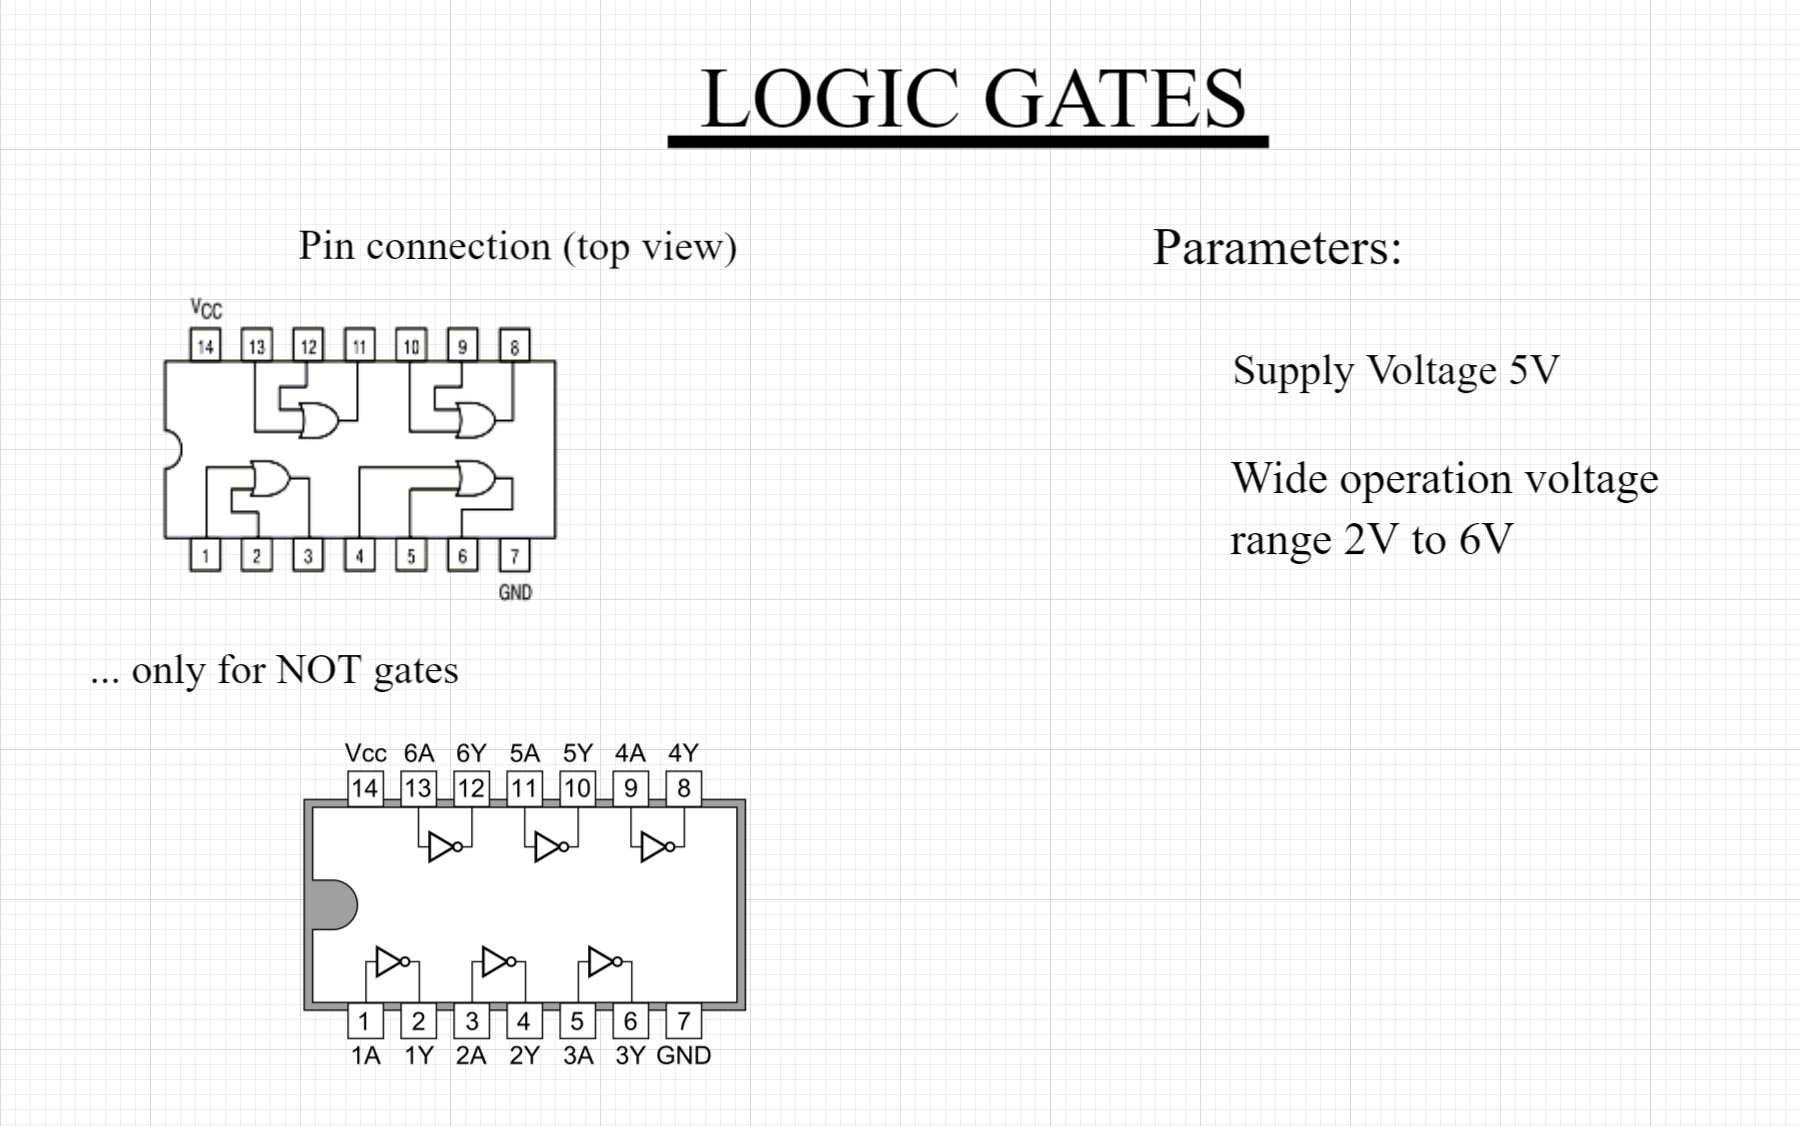 LOGIC GATES
Pin connection (top view)
VCC
14 13 12 11 10 9 8
1 2 3 4 5 6 7
GND
... only for NOT gates
Vcc 6A 6Y 5A 5Y 4A 4Y
14 13 12 11 10 9 8
1 2 3 4 5 6 7
1A 1Y 2A 2Y 3A 3Y GND
Parameters:
Supply Voltage 5V
Wide operation voltage
range 2V to 6V